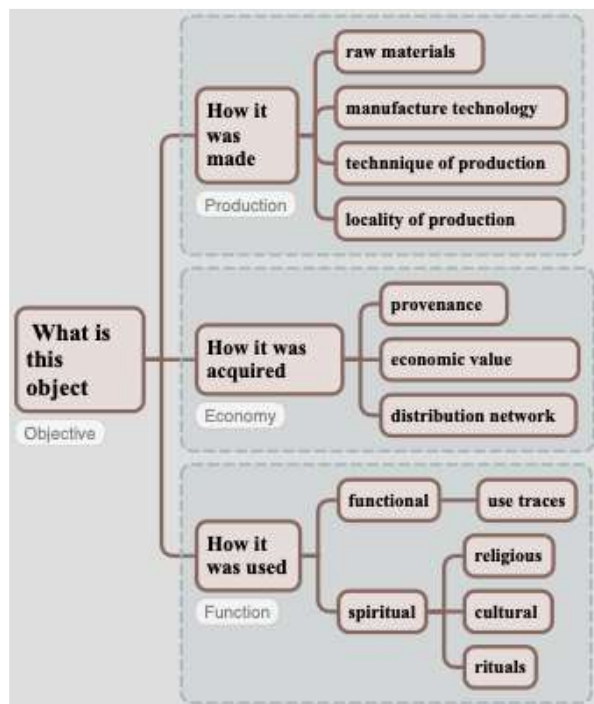 What is
this
object
Objective
How it
was
made
Production
raw materials
manufacture technology
technnique of production
locality of production
How it was
acquired
Economy
provenance
economic value
distribution network
How it
was used
Function
functional
use traces
spiritual
religious
cultural
rituals